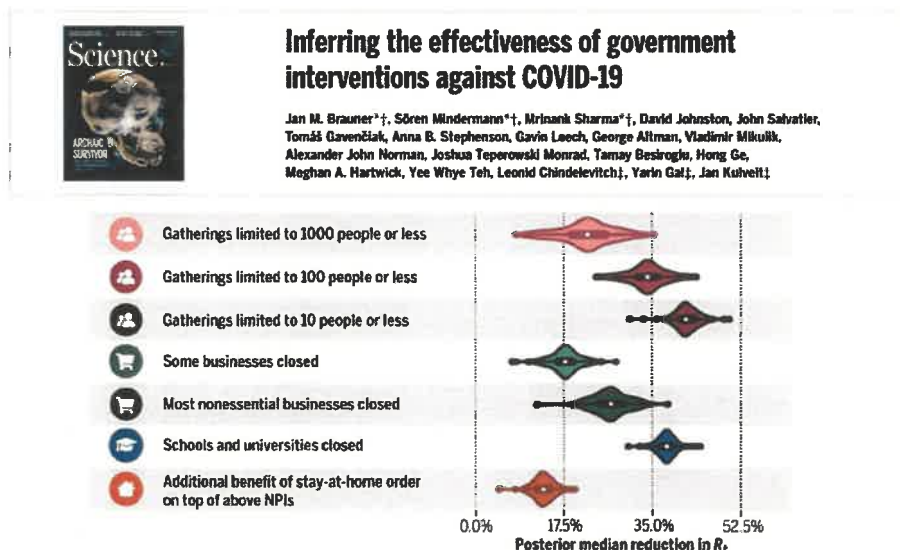 Science.
ARCHAIC
SURVIVOR
Inferring the effectiveness of government
interventions against COVID-19
Jan M. Brauner*†, Sören Mindermann*†, Mrinank Sharma*†, David Johnston, John Salvatier,
Tomáš Gavenčiak, Anna B. Stephenson, Gavin Leech, George Altman, Vladimir Mikulik,
Alexander John Norman, Joshua Teperowski Monrad, Tamay Besiroglu, Hong Ge,
Meghan A. Hartwick, Yee Whye Teh, Leonid Chindelevitch‡, Yarin Gal‡, Jan Kulveit‡
Gatherings limited to 1000 people or less
Gatherings limited to 100 people or less
Gatherings limited to 10 people or less
Some businesses closed
Most nonessential businesses closed
Schools and universities closed
Additional benefit of stay-at-home order
on top of above NPIs
0.0% 17.5% 35.0% 52.5%
Posterior median reduction in Rₜ